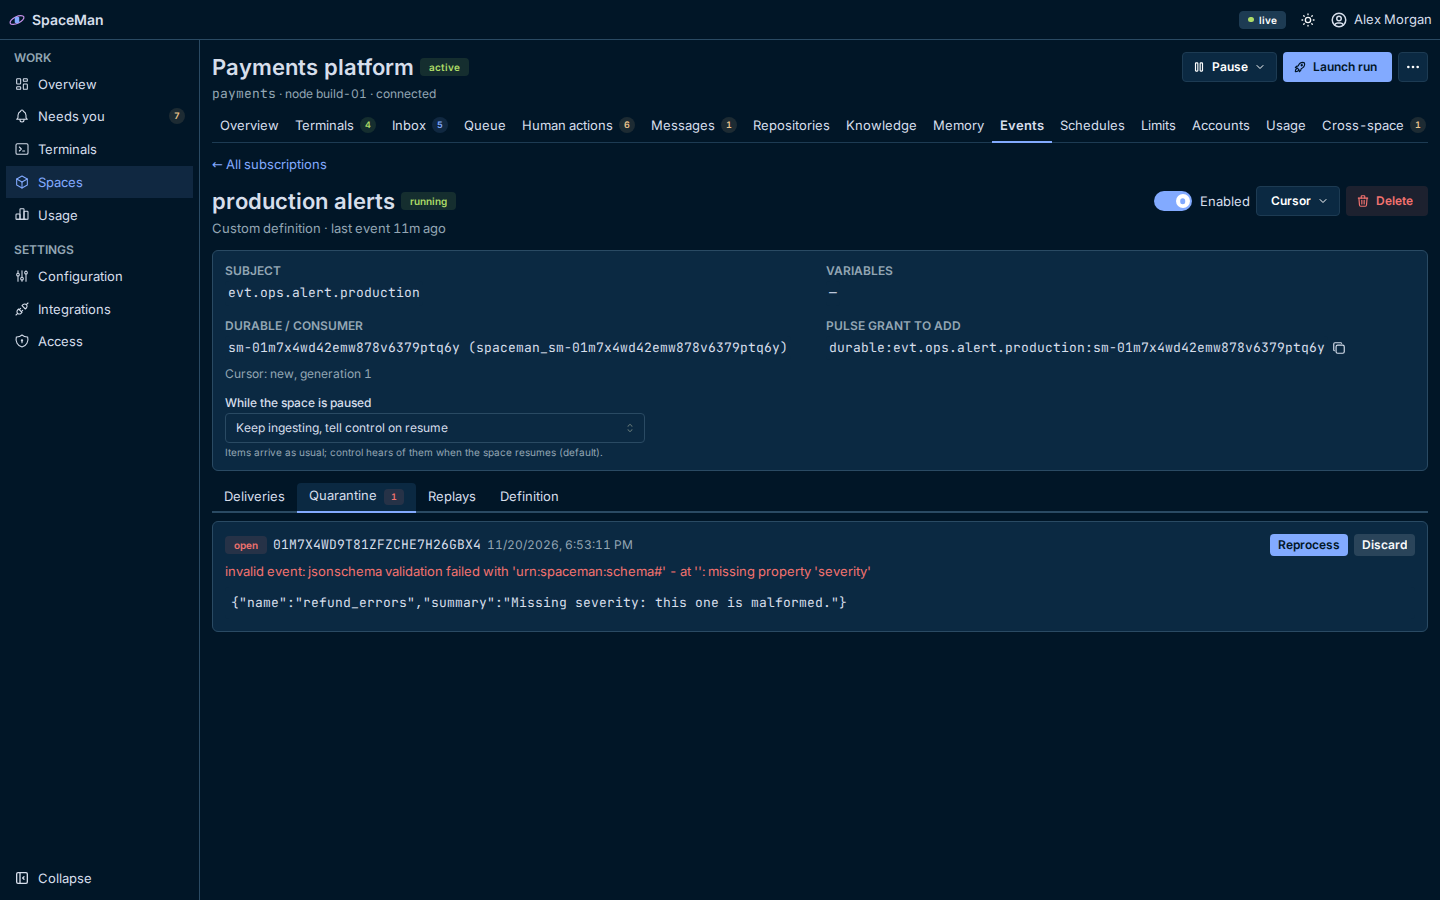 SpaceMan
live
Alex Morgan
WORK
Overview
Needs you 7
Terminals
Spaces
Usage
SETTINGS
Configuration
Integrations
Access
Collapse
Payments platform active
Pause
Launch run
payments · node build-01 · connected
Overview Terminals 4 Inbox 5 Queue Human actions 6 Messages 1 Repositories Knowledge Memory Events Schedules Limits Accounts Usage Cross-space 1
← All subscriptions
production alerts running
Enabled
Cursor
Delete
Custom definition · last event 11m ago
SUBJECT
evt.ops.alert.production
VARIABLES
—
DURABLE / CONSUMER
sm-01m7x4wd42emw878v6379ptq6y (spaceman_sm-01m7x4wd42emw878v6379ptq6y)
PULSE GRANT TO ADD
durable:evt.ops.alert.production:sm-01m7x4wd42emw878v6379ptq6y
Cursor: new, generation 1
While the space is paused
Keep ingesting, tell control on resume
Items arrive as usual; control hears of them when the space resumes (default).
Deliveries Quarantine 1 Replays Definition
open 01M7X4WD9T81ZFZCHE7H26GBX4 11/20/2026, 6:53:11 PM
Reprocess
Discard
invalid event: jsonschema validation failed with 'urn:spaceman:schema#' - at '': missing property 'severity'
{"name":"refund_errors","summary":"Missing severity: this one is malformed."}